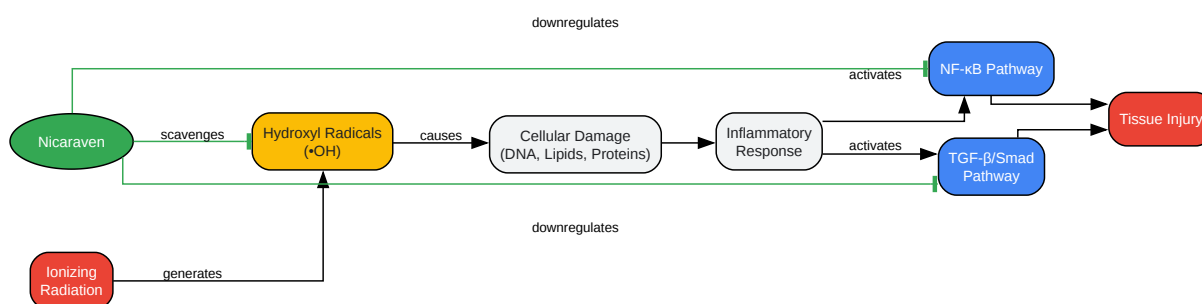 downregulates
NF-κB Pathway
activates
Tissue Injury
Nicaraven
scavenges
Hydroxyl Radicals
(•OH)
causes
Cellular Damage
(DNA, Lipids, Proteins)
Inflammatory
Response
activates
TGF-β/Smad
Pathway
downregulates
Ionizing
Radiation
generates